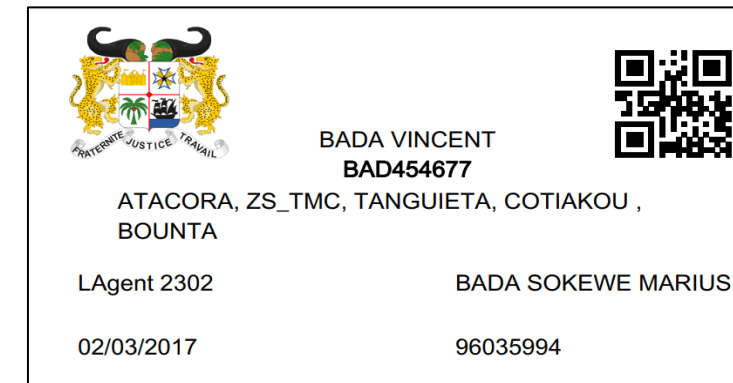 FRATERNITE JUSTICE TRAVAIL
BADA VINCENT
BAD454677
ATACORA, ZS_TMC, TANGUIETA, COTIAKOU ,
BOUNTA
LAgent 2302
BADA SOKEWE MARIUS
02/03/2017
96035994